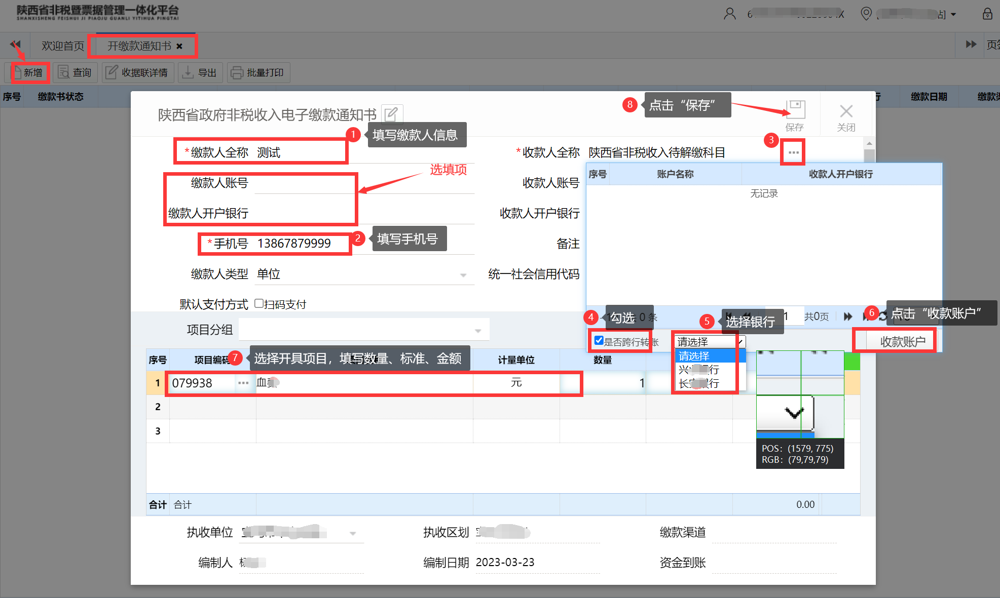 陕西省非税暨票据管理一体化平台
SHANXISHENG FEISHUI JI PIAOJU GUANLI YITIHUA PINGTAI
欢迎首页 开缴款通知书
新增 查询 收据联详情 导出 批量打印
序号 缴款书状态 缴款日期
陕西省政府非税收入电子缴款通知书
8 点击“保存”
保存 关闭
1 填写缴款人信息
3
*缴款人全称 测试
*收款人全称 陕西省非税收入待解缴科目
选填项
缴款人账号
收款人账号
序号 账户名称 收款人开户银行
无记录
缴款人开户银行
收款人开户银行
*手机号 13867879999
2 填写手机号
备注
缴款人类型 单位
统一社会信用代码
默认支付方式 扫码支付
4 勾选
0 条
5 选择银行
1 共0页
6 点击“收款账户”
是否跨行转账
请选择
收款账户
请选择
行
银行
项目分组
7 选择开具项目，填写数量、标准、金额
序号 项目编码 计量单位 数量
1 079938 血 元 1
2
3
POS： (1579, 775)
RGB： (79,79,79)
合计 合计 0.00
执收单位
执收区划
缴款渠道
编制人
编制日期 2023-03-23
资金到账